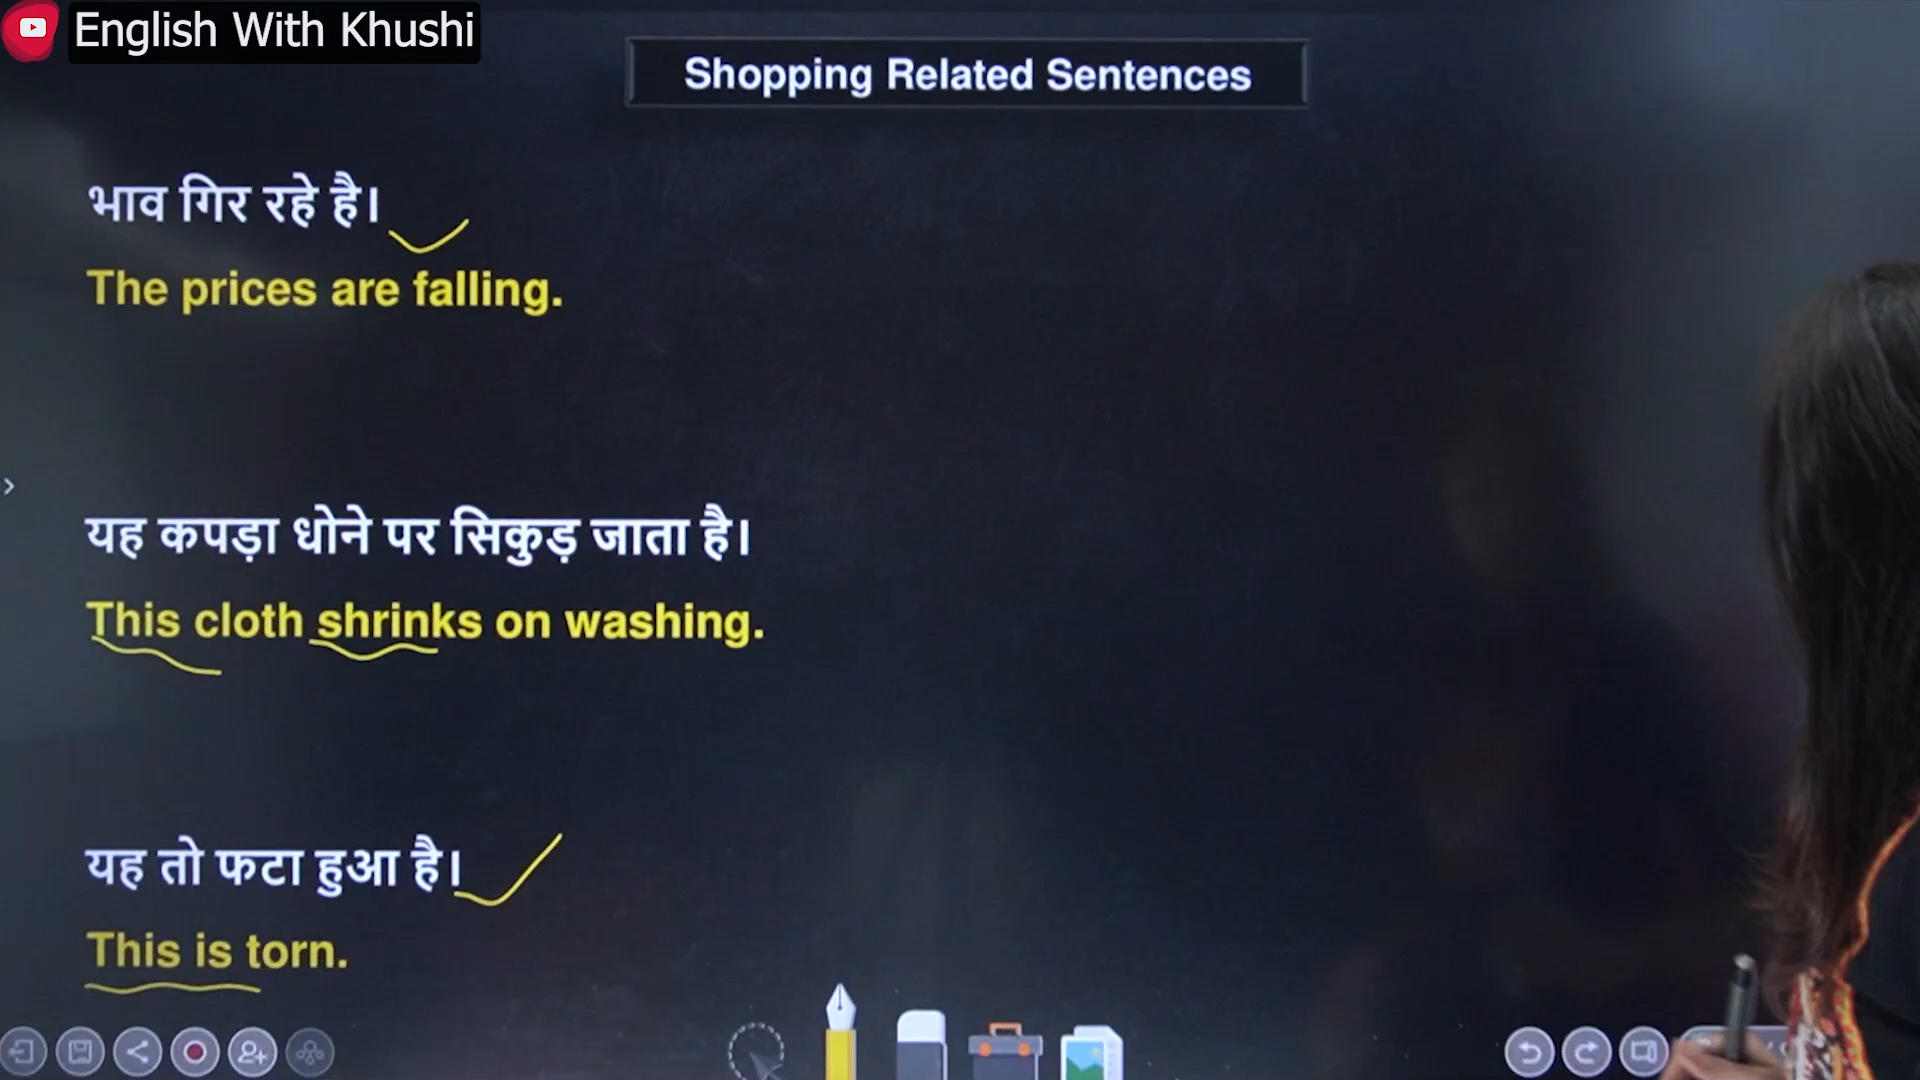 English With Khushi
Shopping Related Sentences
भाव गिर रहे है।
The prices are falling.
यह कपड़ा धोने पर सिकुड़ जाता है।
This cloth shrinks on washing.
यह तो फटा हुआ है।
This is torn.